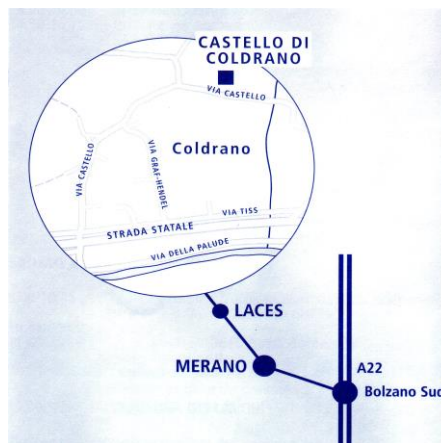 CASTELLO DI
COLDRANO
VIA CASTELLO
Coldrano
VIA CASTELLO
VIA GRAF-HENDEL
VIA TISS
STRADA STATALE
VIA DELLA PALUDE
LACES
MERANO
A22
Bolzano Sud